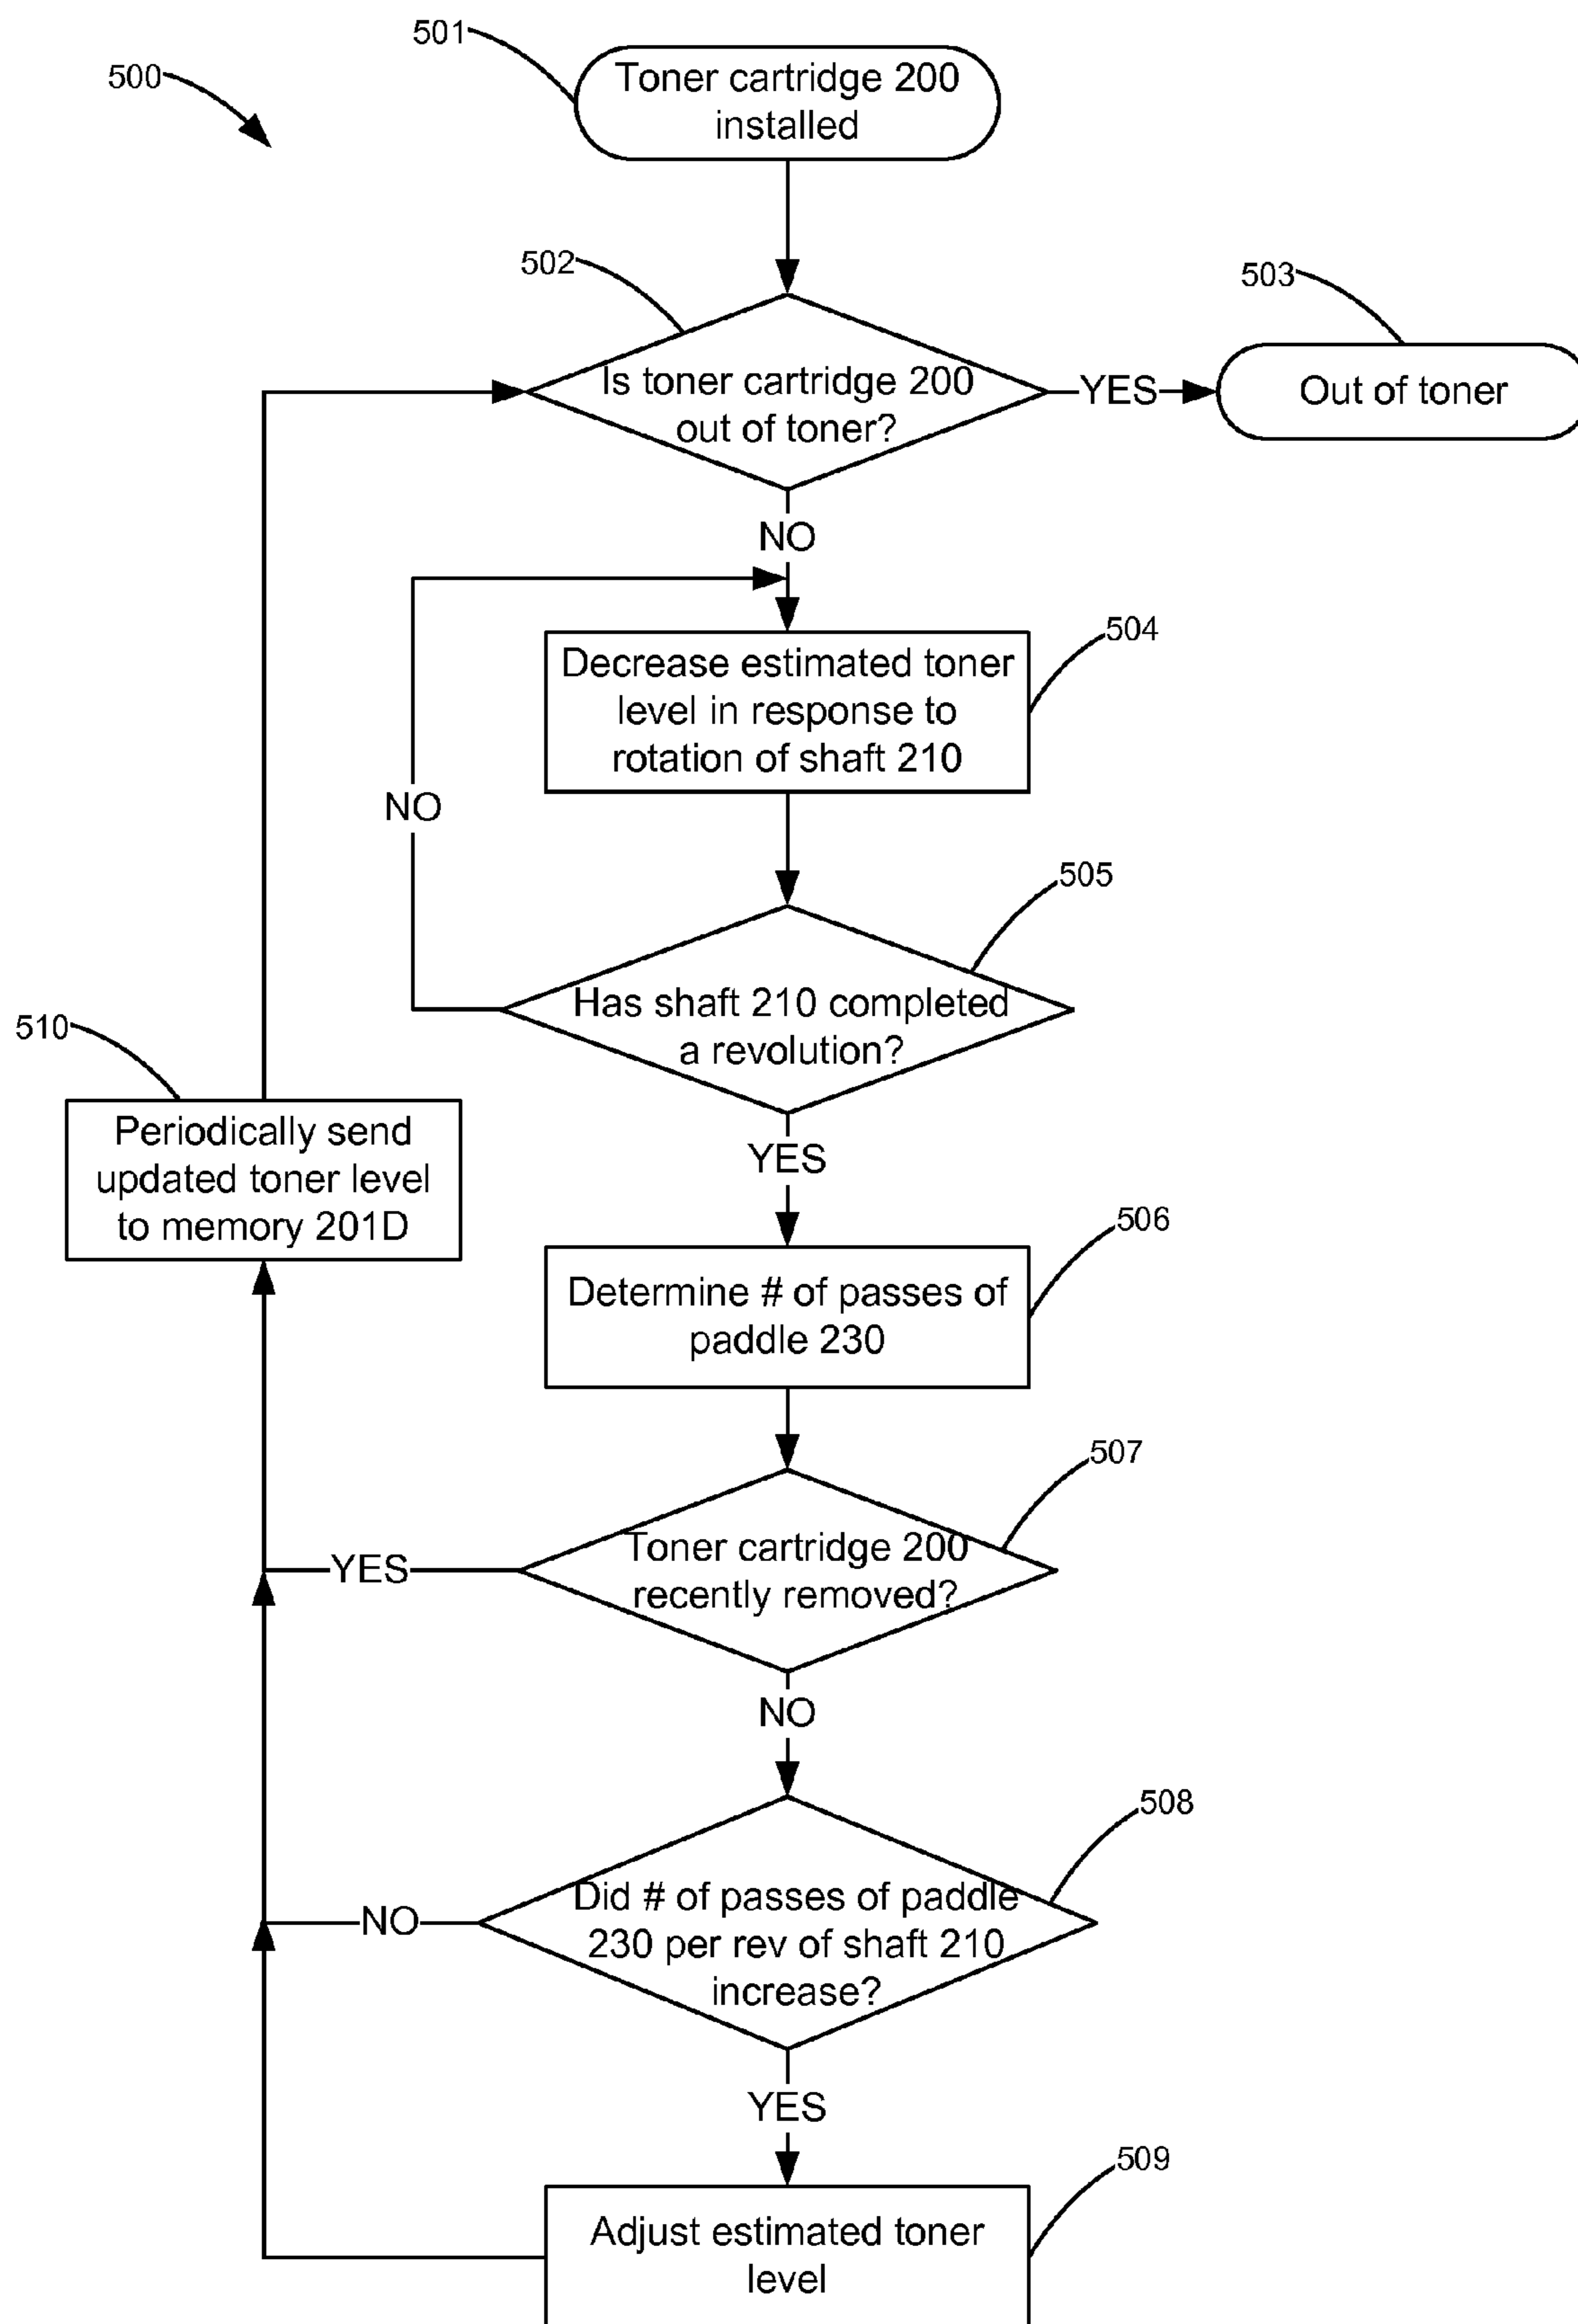 501
Toner cartridge 200
installed
500
502
503
Is toner cartridge 200
out of toner?
YES
Out of toner
NO
504
Decrease estimated toner
level in response to
rotation of shaft 210
NO
505
Has shaft 210 completed
a revolution?
510
Periodically send
updated toner level
to memory 201D
YES
506
Determine # of passes of
paddle 230
507
Toner cartridge 200
recently removed?
YES
NO
508
Did # of passes of paddle
230 per rev of shaft 210
increase?
NO
YES
509
Adjust estimated toner
level